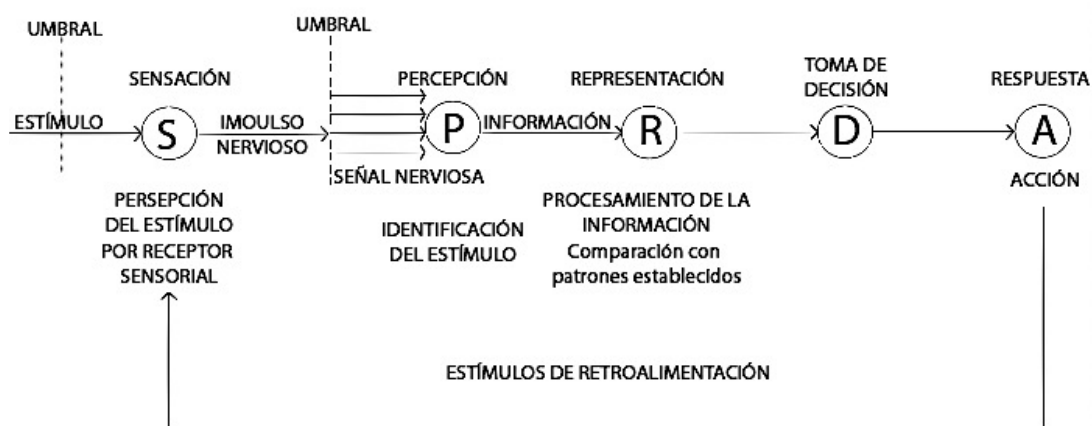 UMBRAL
UMBRAL
SENSACIÓN
PERCEPCIÓN
REPRESENTACIÓN
TOMA DE
DECISIÓN
RESPUESTA
ESTÍMULO
S
IMOULSO
NERVIOSO
P
INFORMACIÓN
R
D
A
SEÑAL NERVIOSA
ACCIÓN
PERSEPCIÓN
DEL ESTÍMULO
POR RECEPTOR
SENSORIAL
IDENTIFICACIÓN
DEL ESTÍMULO
PROCESAMIENTO DE LA
INFORMACIÓN
Comparación con
patrones establecidos
ESTÍMULOS DE RETROALIMENTACIÓN